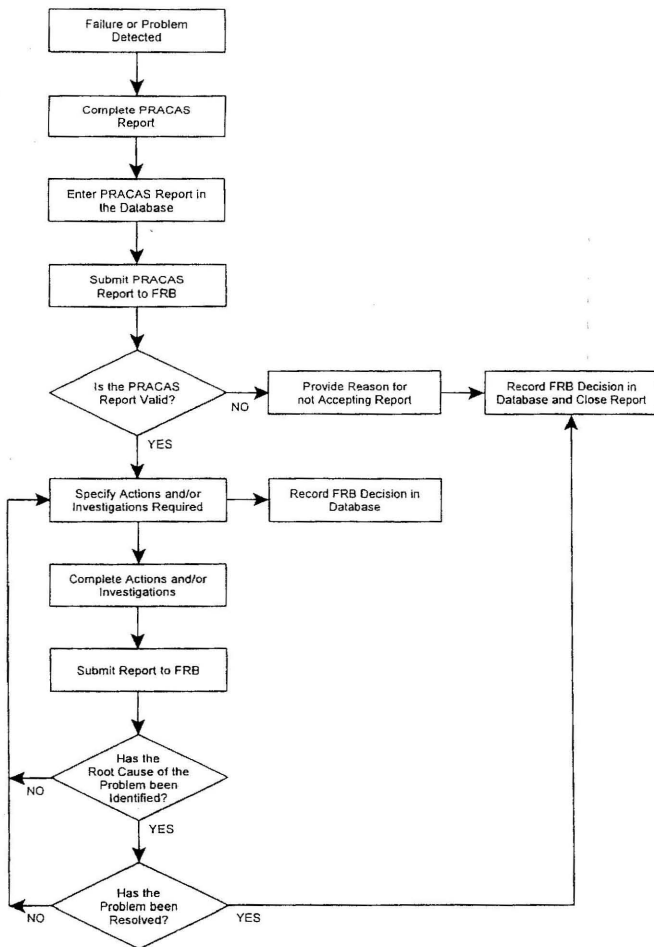 Failure or Problem
Detected
Complete PRACAS
Report
Enter PRACAS Report in
the Database
Submit PRACAS
Report to FRB
Is the PRACAS
Report Valid?
NO
Provide Reason for
not Accepting Report
Record FRB Decision in
Database and Close Report
YES
Specify Actions and/or
Investigations Required
Record FRB Decision in
Database
Complete Actions and/or
Investigations
Submit Report to FRB
Has the
Root Cause of the
Problem been
Identified?
NO
YES
Has the
Problem been
Resolved?
NO
YES